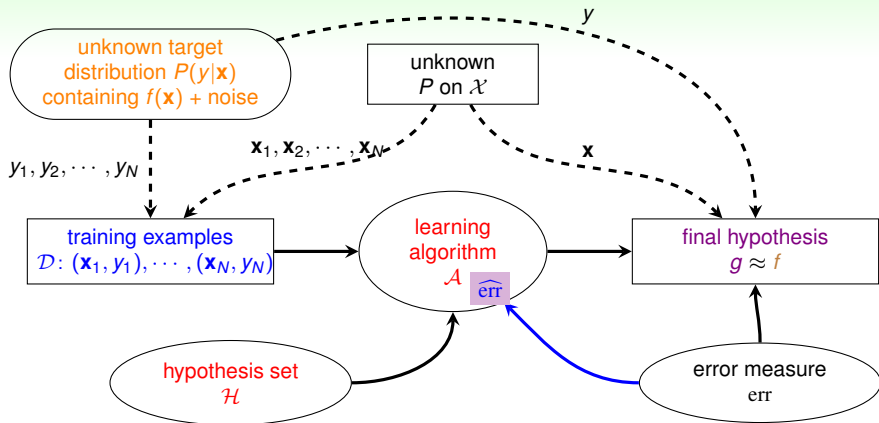 y
unknown target
distribution P(y|𝐱)
containing f(𝐱) + noise
unknown
P on 𝒳
y₁, y₂, ⋯ , y_N
𝐱₁, 𝐱₂, ⋯ , 𝐱_N
𝐱
training examples
𝒟: (𝐱₁, y₁), ⋯ , (𝐱_N, y_N)
learning
algorithm
𝒜
êrr
final hypothesis
g ≈ f
hypothesis set
ℋ
error measure
err